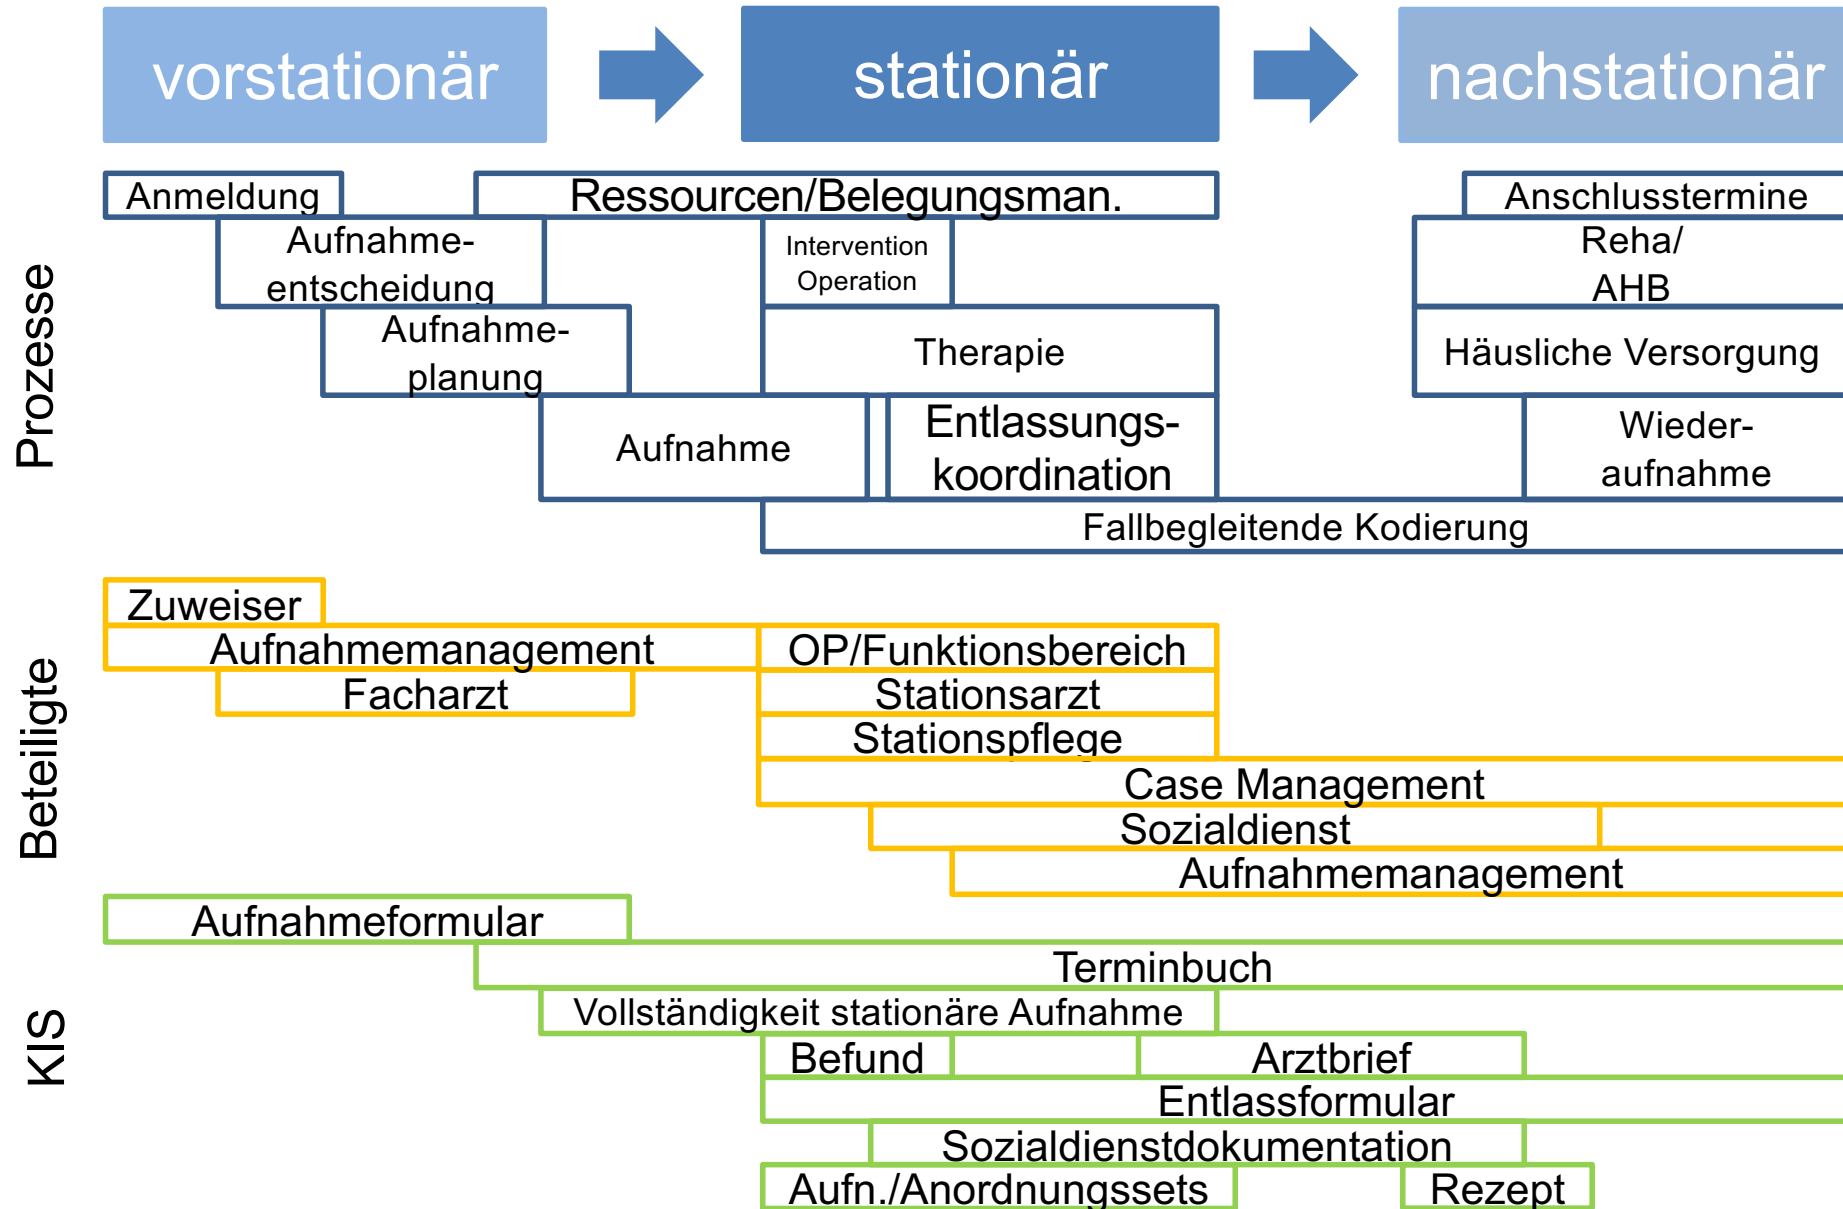 vorstationär
stationär
nachstationär
Prozesse
Anmeldung
Ressourcen/Belegungsman.
Anschlusstermine
Aufnahme-
entscheidung
Intervention
Operation
Reha/
AHB
Aufnahme-
planung
Therapie
Häusliche Versorgung
Aufnahme
Entlassungs-
koordination
Wieder-
aufnahme
Fallbegleitende Kodierung
Beteiligte
Zuweiser
Aufnahmemanagement
OP/Funktionsbereich
Facharzt
Stationsarzt
Stationspflege
Case Management
Sozialdienst
Aufnahmemanagement
KIS
Aufnahmeformular
Terminbuch
Vollständigkeit stationäre Aufnahme
Befund
Arztbrief
Entlassformular
Sozialdienstdokumentation
Aufn./Anordnungssets
Rezept